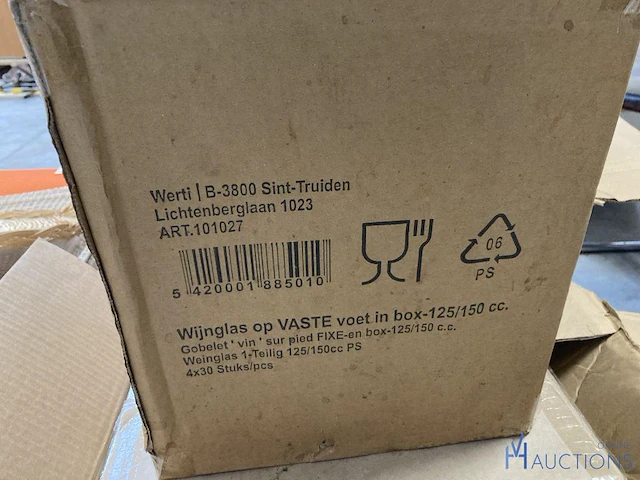 Werti | B-3800 Sint-Truiden
Lichtenberglaan 1023
ART.101027
5 420001 885010
06
PS
Wijnglas op VASTE voet in box-125/150 cc.
Gobelet ' vin ' sur pied FIXE-en box-125/150 c.c.
Weinglas 1-Teilig 125/150cc PS
4x30 Stuks/pcs
ONLINE
AUCTIONS